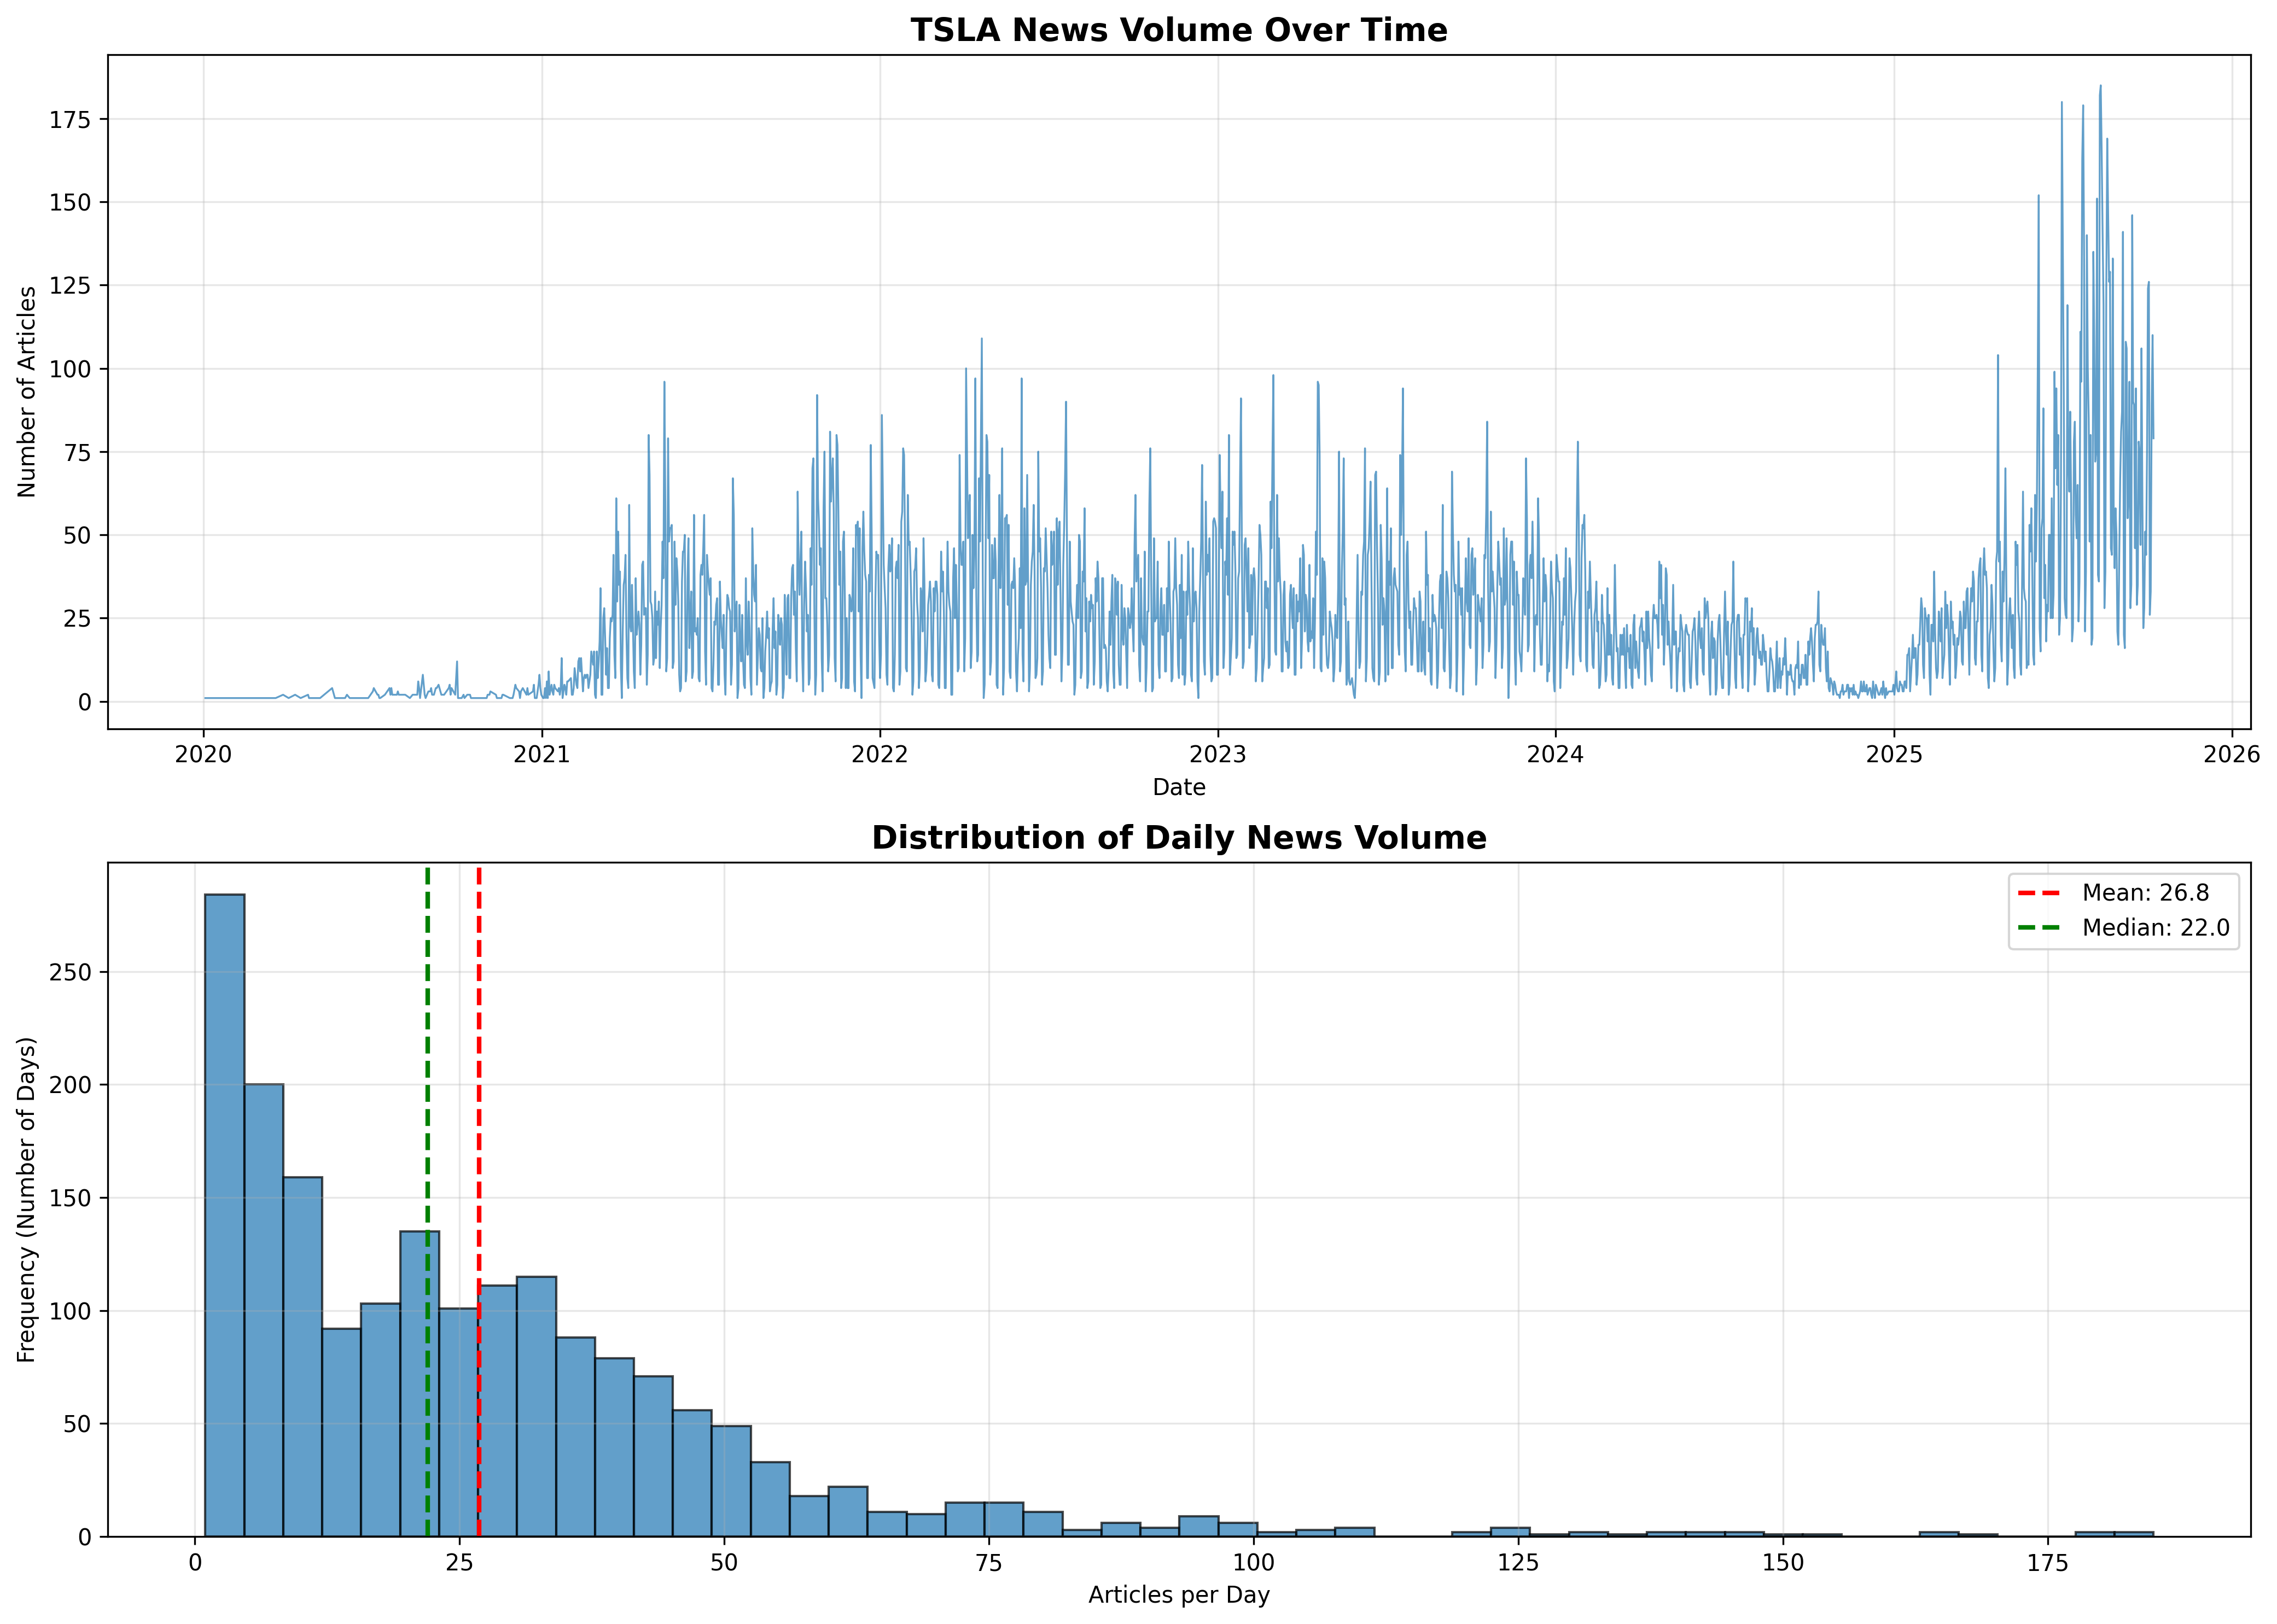 TSLA News Volume Over Time
Number of Articles
175
150
125
100
75
50
25
0
2020 2021 2022 2023 2024 2025 2026
Date
Distribution of Daily News Volume
Frequency (Number of Days)
Mean: 26.8
Median: 22.0
250
200
150
100
50
0
0 25 50 75 100 125 150 175
Articles per Day